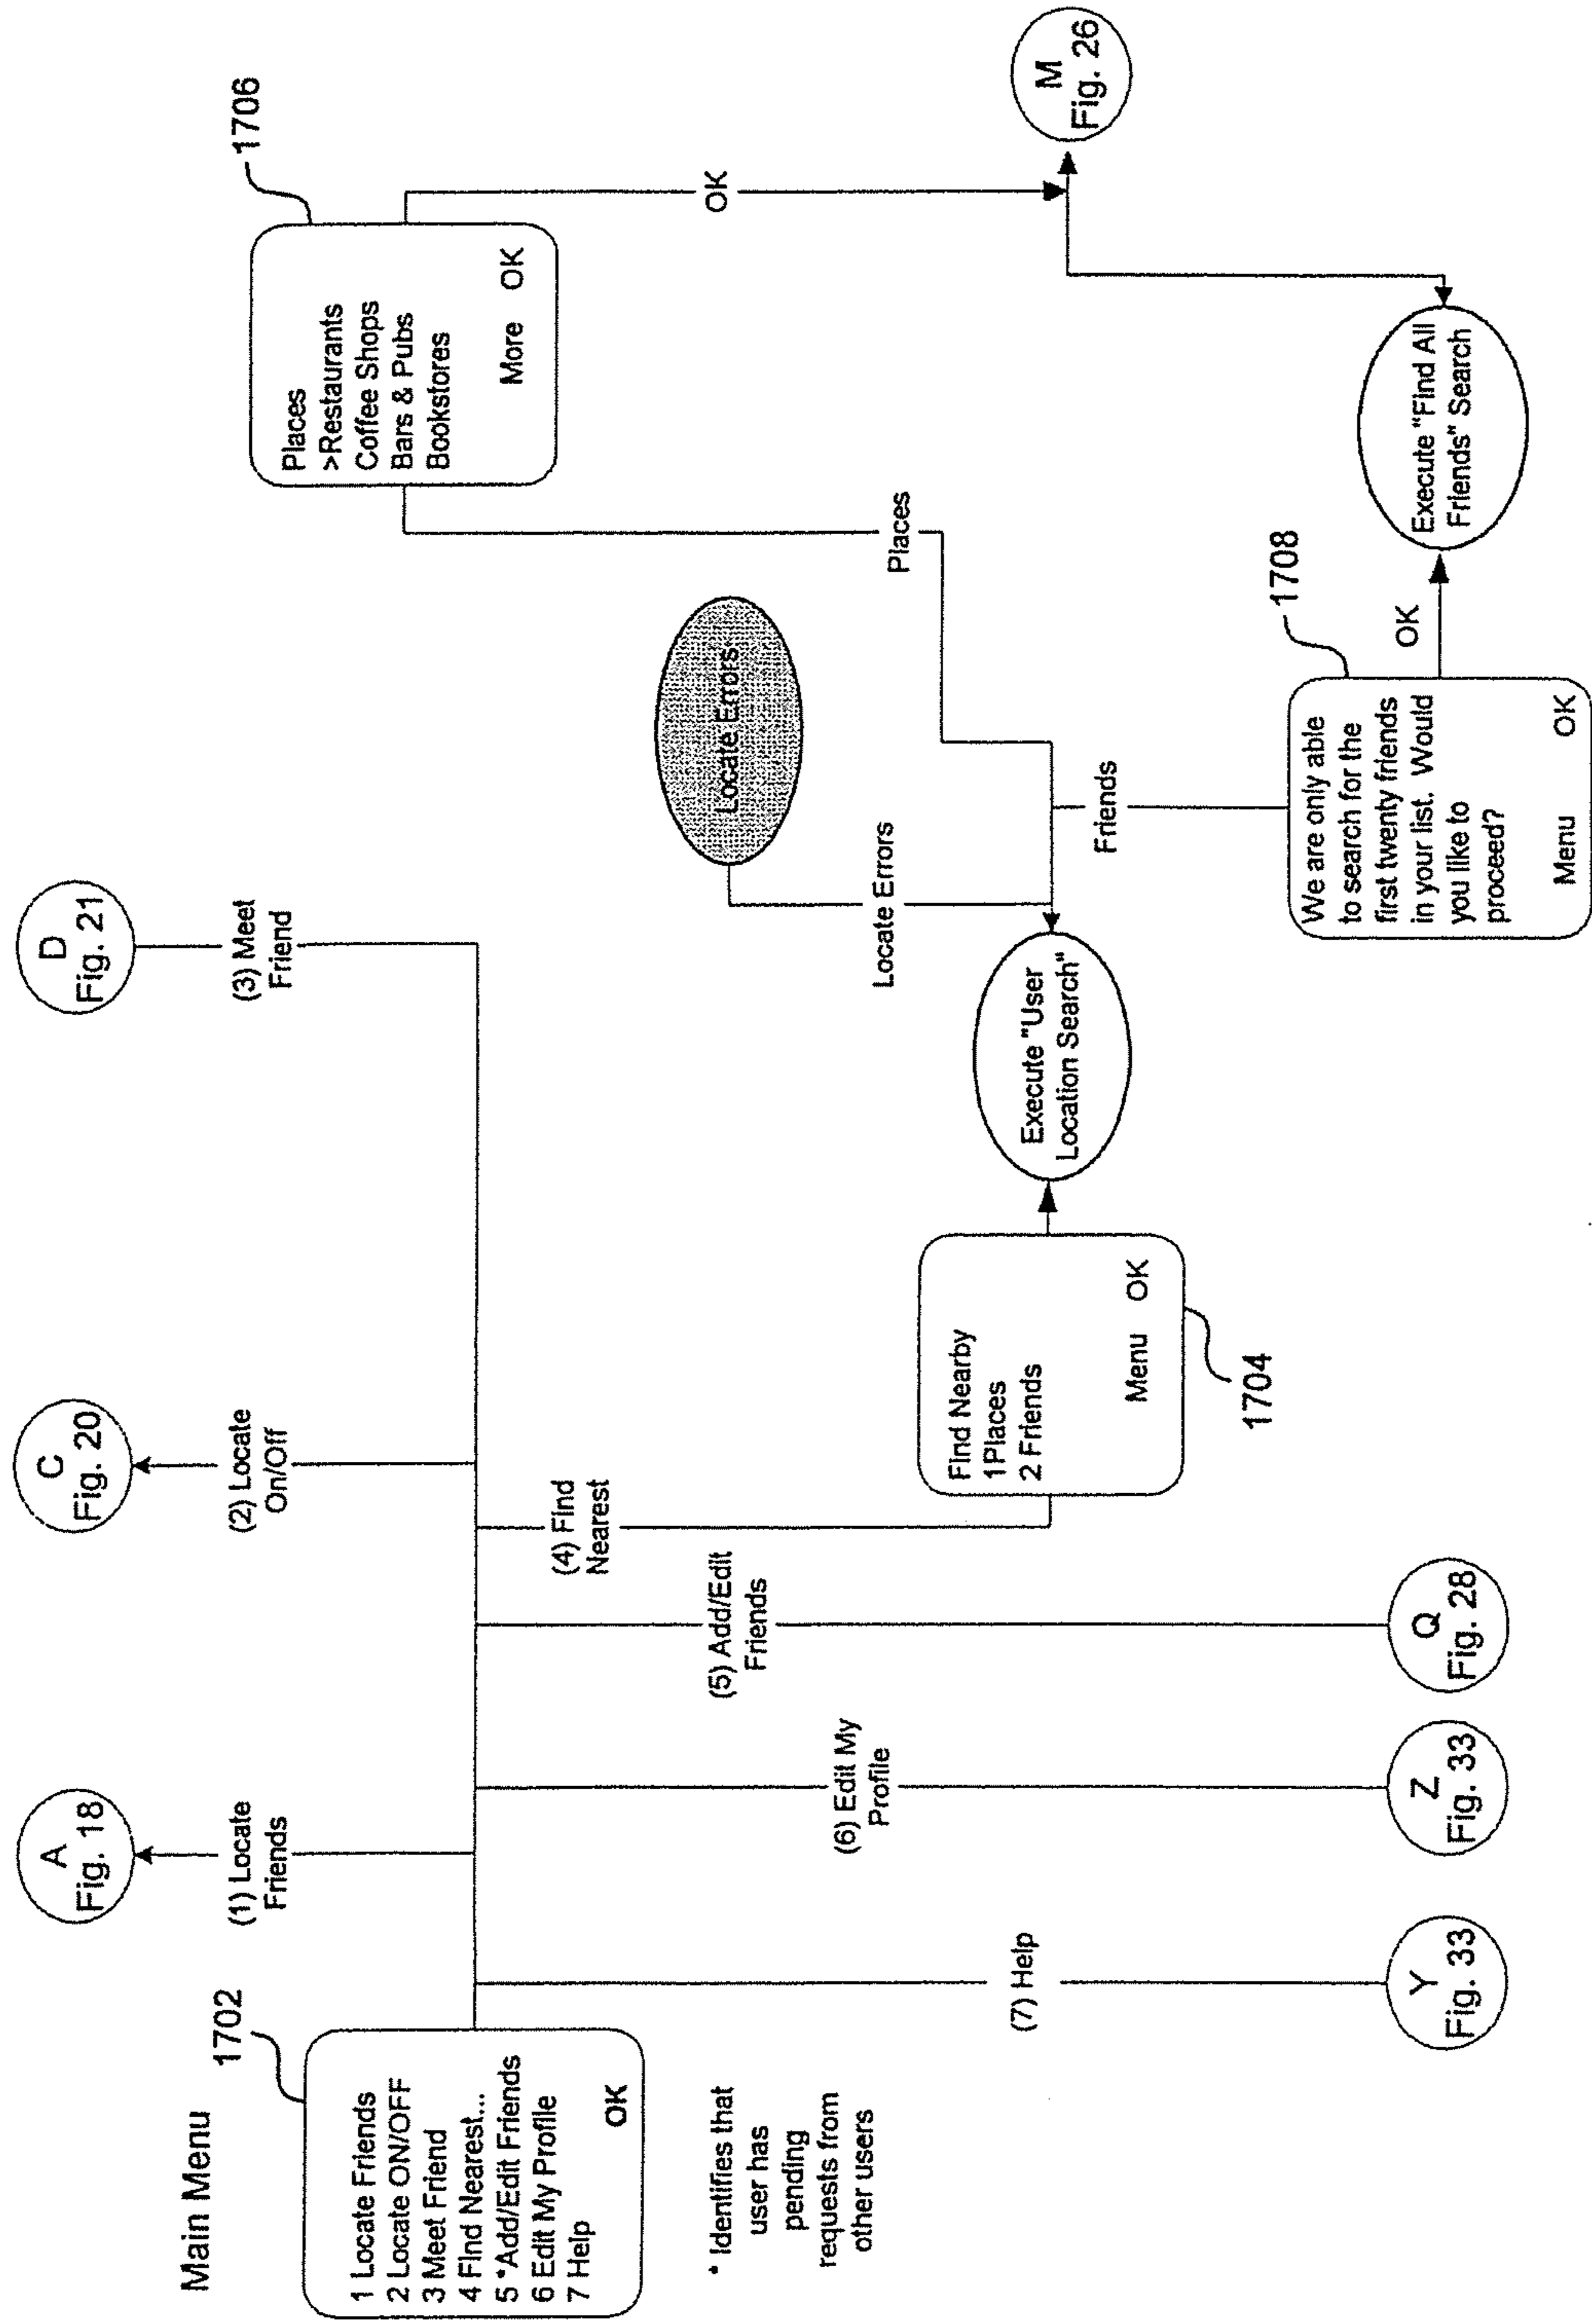 Main Menu
1702
1 Locate Friends
2 Locate ON/OFF
3 Meet Friend
4 Find Nearest...
5 *Add/Edit Friends
6 Edit My Profile
7 Help
OK
* Identifies that
user has
pending
requests from
other users
A
Fig. 18
(1) Locate
Friends
C
Fig. 20
(2) Locate
On/Off
D
Fig. 21
(3) Meet
Friend
(4) Find
Nearest
(5) Add/Edit
Friends
(6) Edit My
Profile
(7) Help
Y
Fig. 33
Z
Fig. 33
Q
Fig. 28
Find Nearby
1Places
2 Friends
Menu OK
1704
Execute "User
Location Search"
Locate Errors
Locate Errors
Places
Friends
1706
Places
>Restaurants
Coffee Shops
Bars & Pubs
Bookstores
More OK
OK
M
Fig. 26
1708
We are only able
to search for the
first twenty friends
in your list. Would
you like to
proceed?
Menu OK
OK
Execute "Find All
Friends" Search